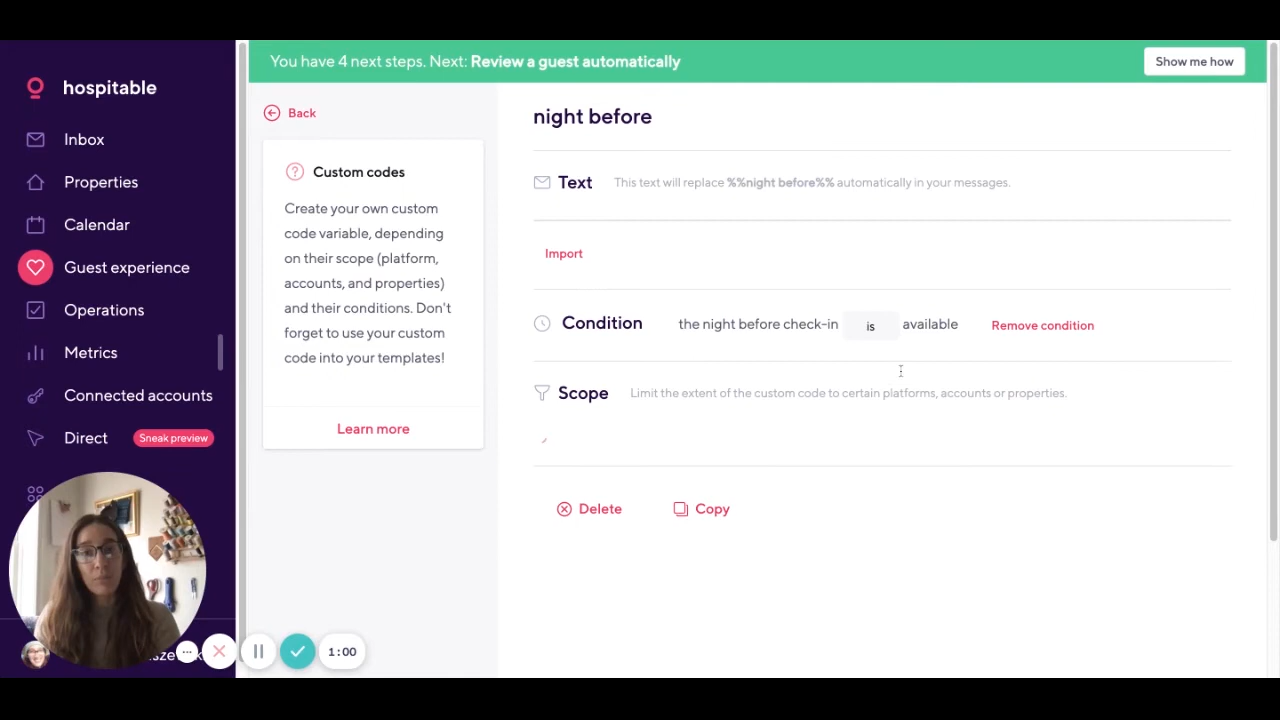 You have 4 next steps. Next: Review a guest automatically
Show me how
hospitable
Inbox
Properties
Calendar
Guest experience
Operations
Metrics
Connected accounts
Direct
Sneak preview
Back
Custom codes
Create your own custom
code variable, depending
on their scope (platform,
accounts, and properties)
and their conditions. Don't
forget to use your custom
code into your templates!
Learn more
night before
Text
This text will replace %%night before%% automatically in your messages.
Import
Condition
the night before check-in is available
Remove condition
Scope
Limit the extent of the custom code to certain platforms, accounts or properties.
Delete
Copy
1:00